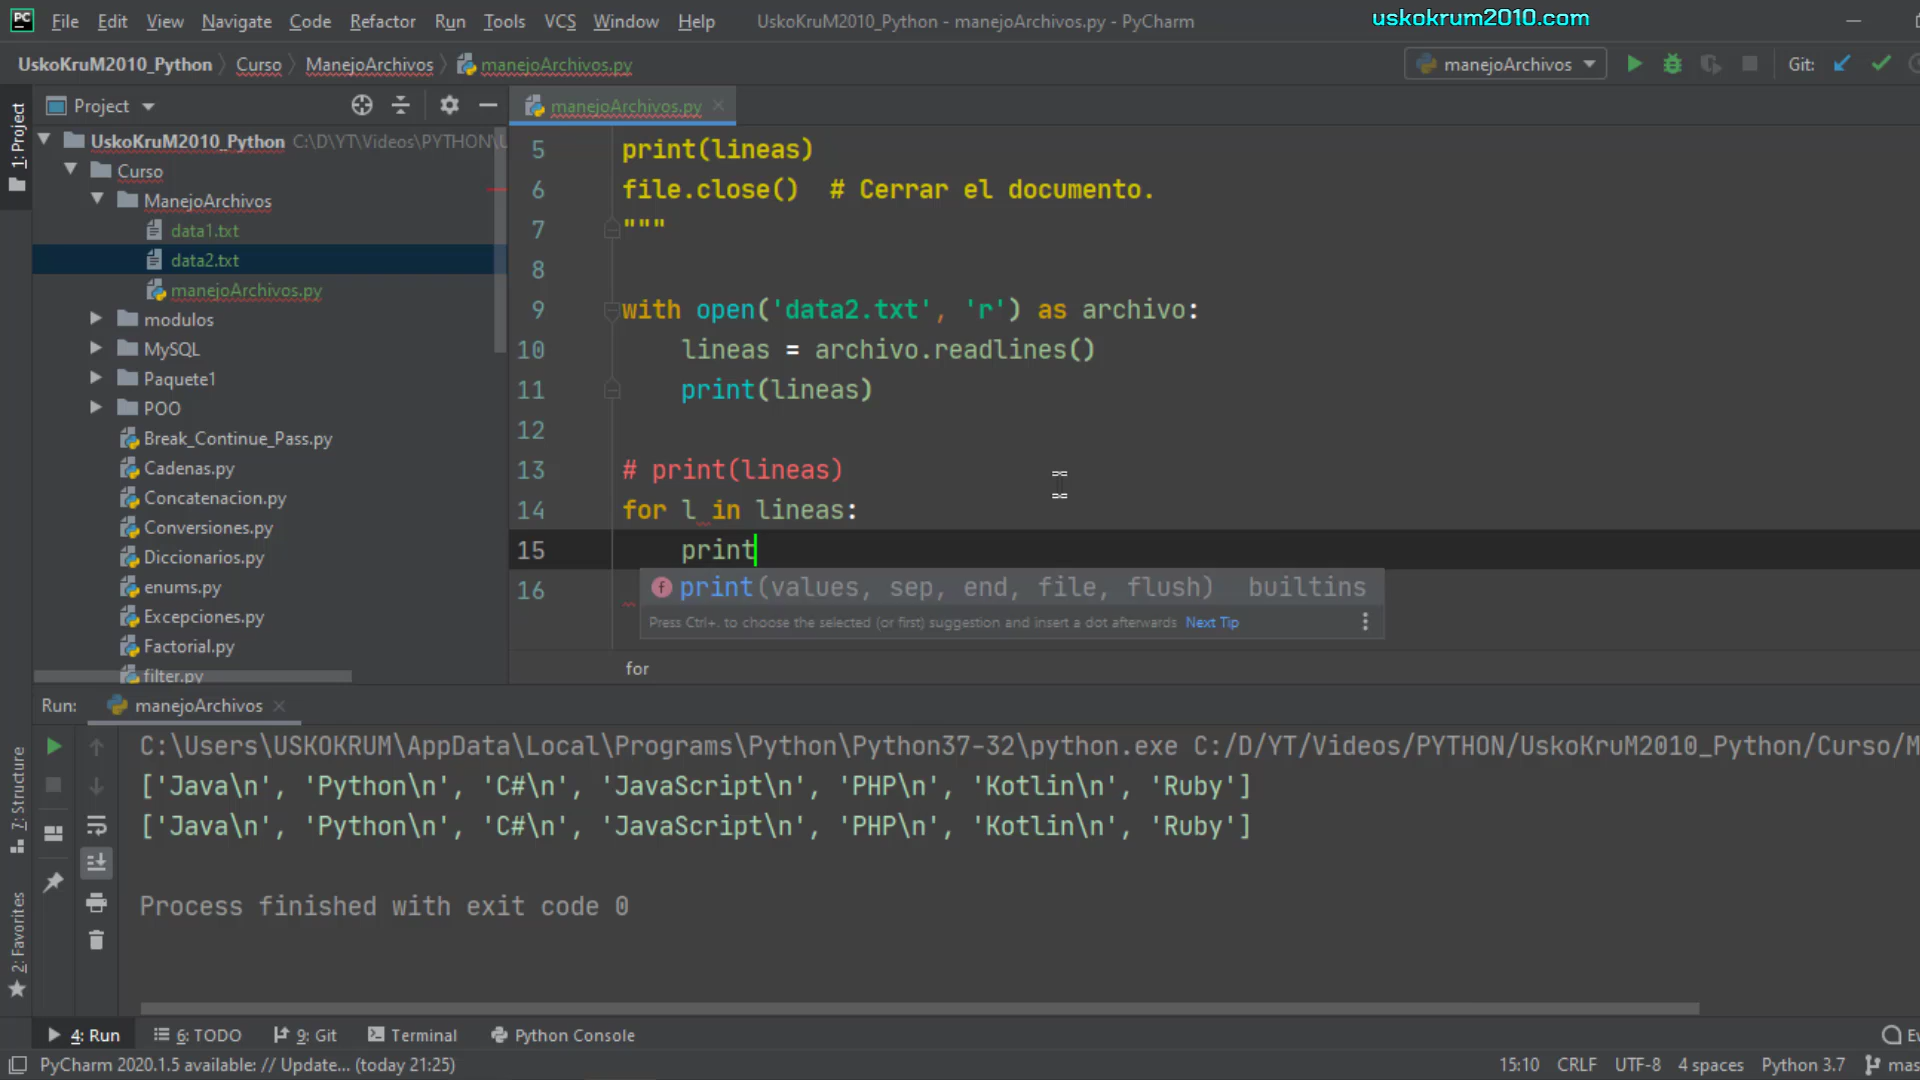 File Edit View Navigate Code Refactor Run Tools VCS Window Help UskoKruM2010_Python - manejoArchivos.py - PyCharm
uskokrum2010.com
UskoKruM2010_Python Curso ManejoArchivos manejoArchivos.py
manejoArchivos Git:
1: Project
Project
UskoKruM2010_Python C:\D\YT\Videos\PYTHON\
Curso
ManejoArchivos
data1.txt
data2.txt
manejoArchivos.py
modulos
MySQL
Paquete1
POO
Break_Continue_Pass.py
Cadenas.py
Concatenacion.py
Conversiones.py
Diccionarios.py
enums.py
Excepciones.py
Factorial.py
filter.py
manejoArchivos.py
5 print(lineas)
6 file.close()  # Cerrar el documento.
7 """
8
9 with open('data2.txt', 'r') as archivo:
10 lineas = archivo.readlines()
11 print(lineas)
12
13 # print(lineas)
14 for l in lineas:
15 print
16
print(values, sep, end, file, flush) builtins
Press Ctrl+. to choose the selected (or first) suggestion and insert a dot afterwards Next Tip
for
Run: manejoArchivos
C:\Users\USKOKRUM\AppData\Local\Programs\Python\Python37-32\python.exe C:/D/YT/Videos/PYTHON/UskoKruM2010_Python/Curso/M
['Java\n', 'Python\n', 'C#\n', 'JavaScript\n', 'PHP\n', 'Kotlin\n', 'Ruby']
['Java\n', 'Python\n', 'C#\n', 'JavaScript\n', 'PHP\n', 'Kotlin\n', 'Ruby']
Process finished with exit code 0
7: Structure
2: Favorites
4: Run 6: TODO 9: Git Terminal Python Console Ev
PyCharm 2020.1.5 available: // Update... (today 21:25)
15:10 CRLF UTF-8 4 spaces Python 3.7 mas